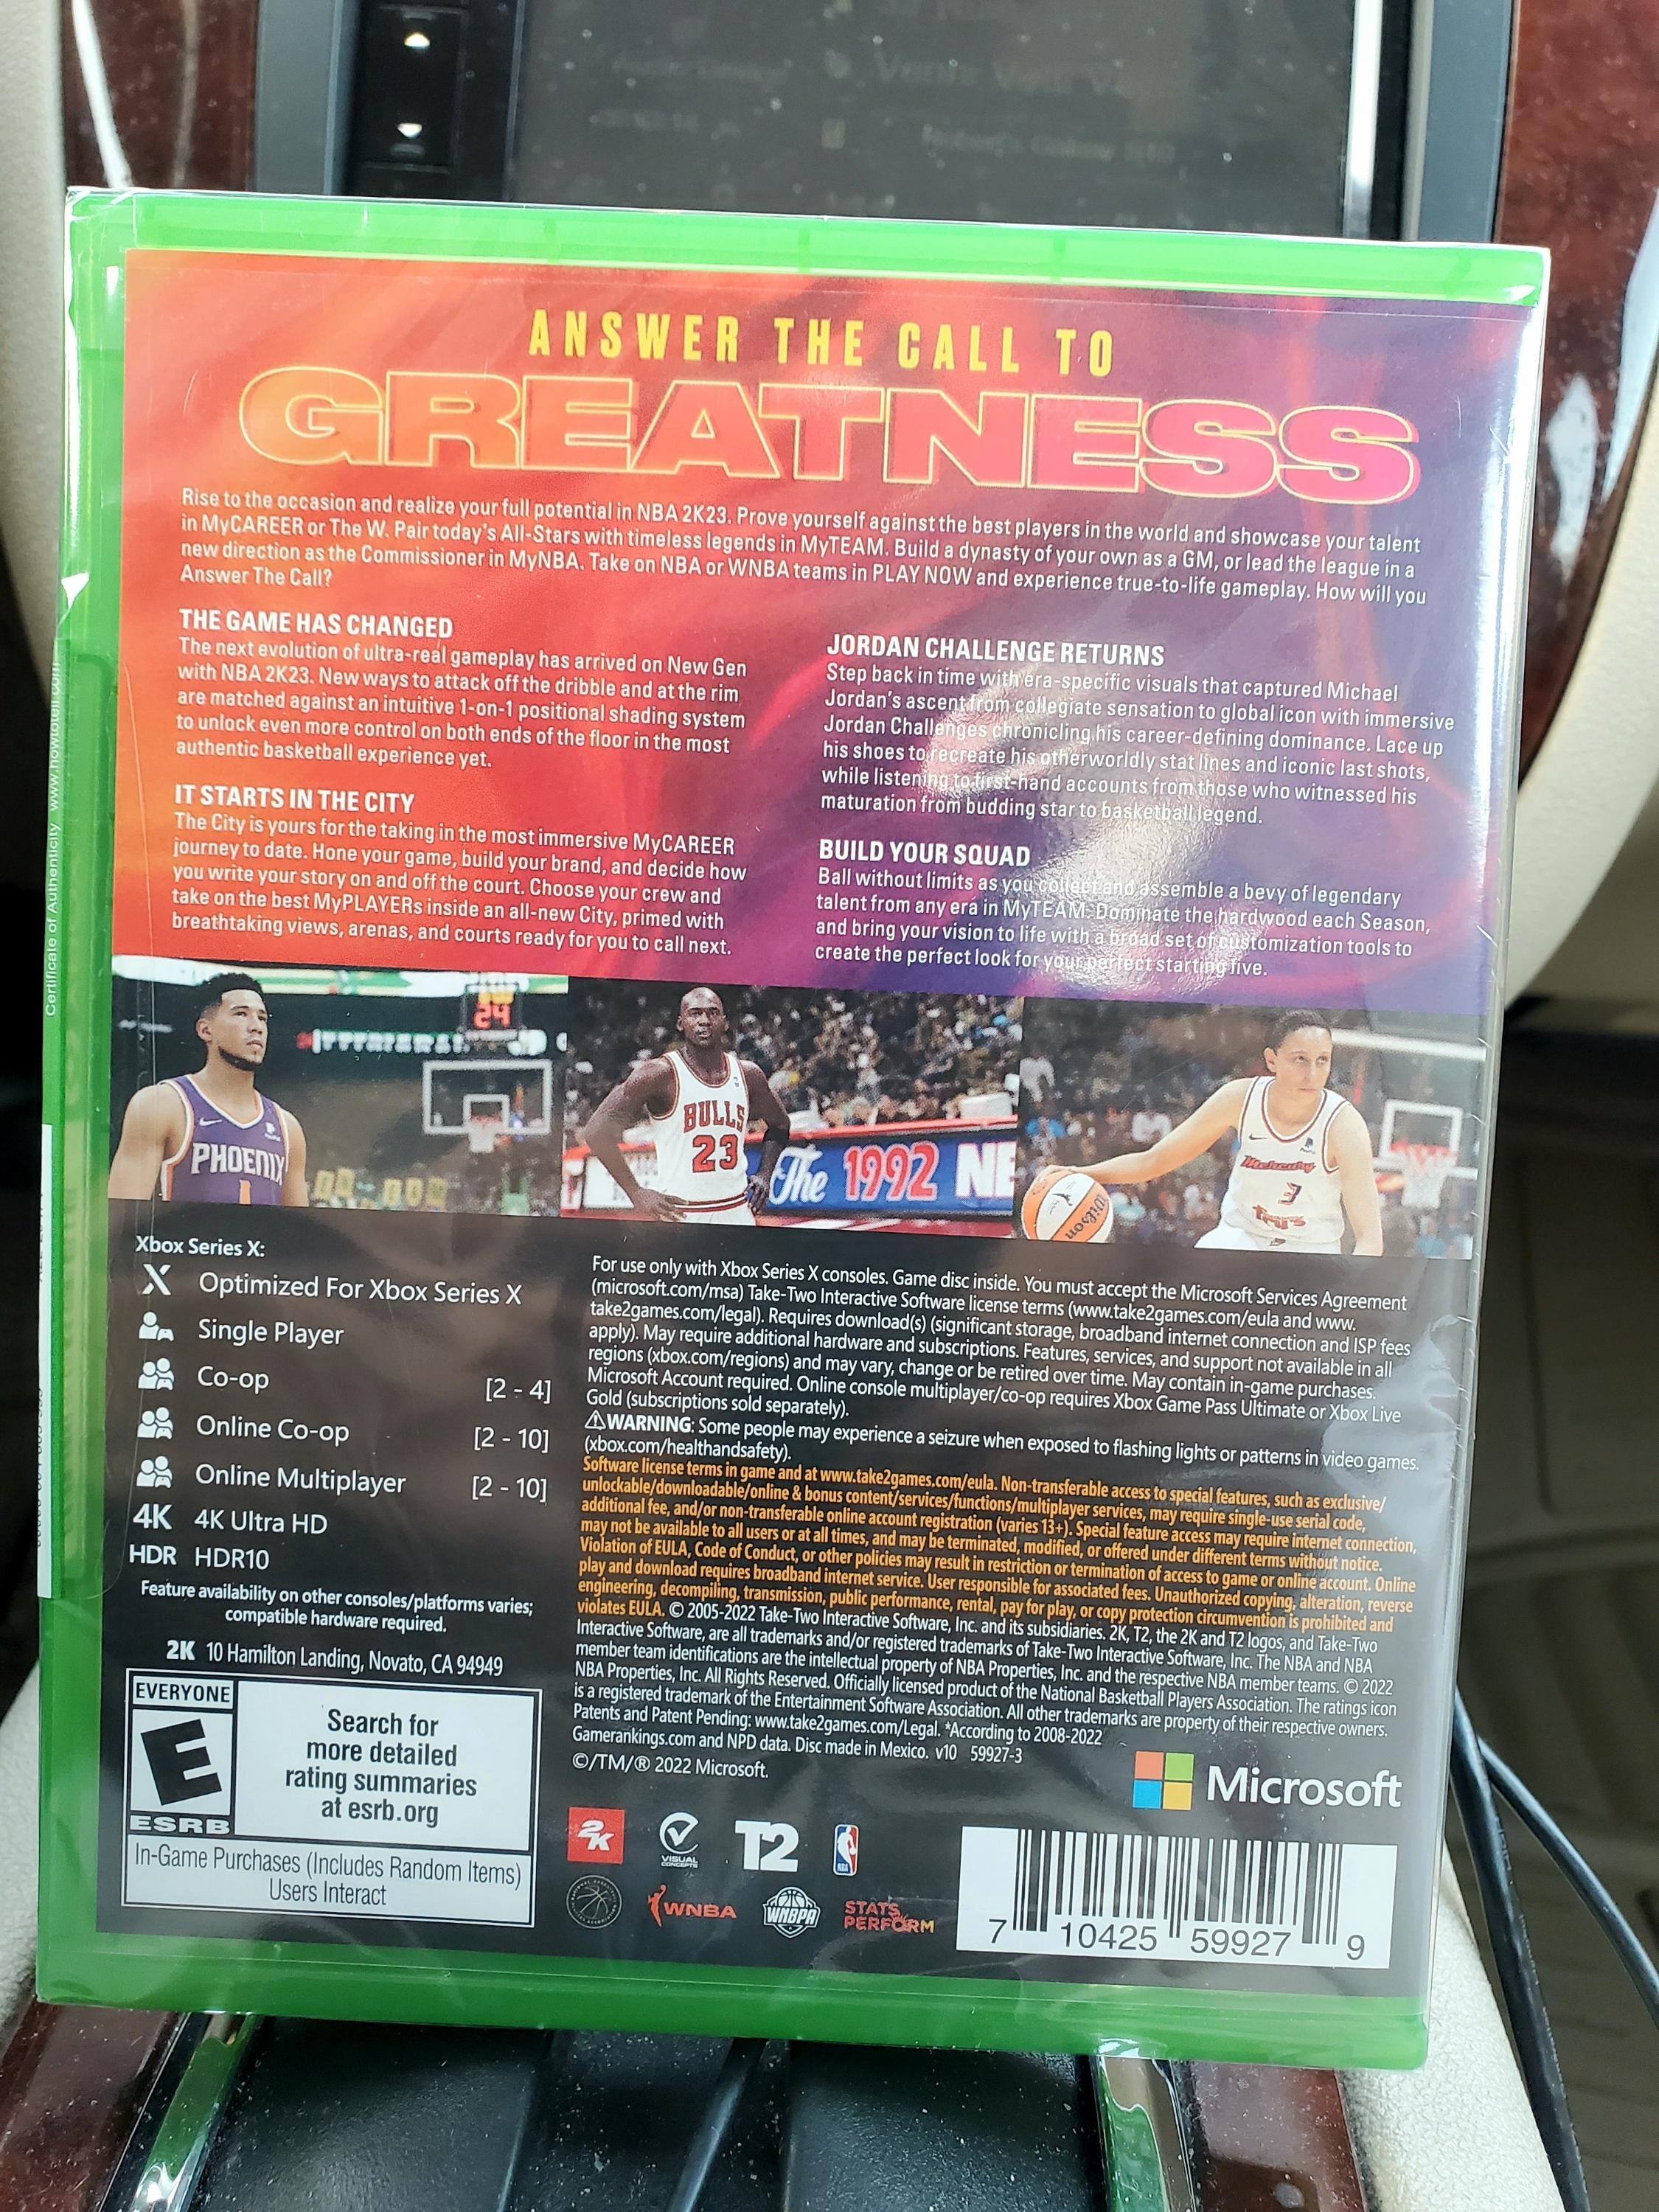 ANSWER THE CALL TO
GREATNESS
Rise to the occasion and realize your full potential in NBA 2K23. Prove yourself against the best players in the world and showcase your talent
in MyCAREER or The W. Pair today's All-Stars with timeless legends in MyTEAM. Build a dynasty of your own as a GM, or lead the league in a
new direction as the Commissioner in MyNBA. Take on NBA or WNBA teams in PLAY NOW and experience true-to-life gameplay. How will you
Answer The Call?
THE GAME HAS CHANGED
The next evolution of ultra-real gameplay has arrived on New Gen
with NBA 2K23. New ways to attack off the dribble and at the rim
are matched against an intuitive 1-on-1 positional shading system
to unlock even more control on both ends of the floor in the most
authentic basketball experience yet.
IT STARTS IN THE CITY
The City is yours for the taking in the most immersive MyCAREER
journey to date. Hone your game, build your brand, and decide how
you write your story on and off the court. Choose your crew and
take on the best MyPLAYERs inside an all-new City, primed with
breathtaking views, arenas, and courts ready for you to call next.
JORDAN CHALLENGE RETURNS
Step back in time with era-specific visuals that captured Michael
Jordan's ascent from collegiate sensation to global icon with immersive
Jordan Challenges chronicling his career-defining dominance. Lace up
his shoes to recreate his otherworldly stat lines and iconic last shots,
while listening to first-hand accounts from those who witnessed his
maturation from budding star to basketball legend.
BUILD YOUR SQUAD
Ball without limits as you collect and assemble a bevy of legendary
talent from any era in MyTEAM. Dominate the hardwood each Season,
and bring your vision to life with a broad set of customization tools to
create the perfect look for your perfect starting five.
Certificate of Authenticity www.howtotell.com
24
PHOENIX
1
BULLS
23
The 1992 NE
Mercury
3
Wilson
Xbox Series X:
X Optimized For Xbox Series X
Single Player
Co-op [2 - 4]
Online Co-op [2 - 10]
Online Multiplayer [2 - 10]
4K 4K Ultra HD
HDR HDR10
Feature availability on other consoles/platforms varies;
compatible hardware required.
2K 10 Hamilton Landing, Novato, CA 94949
EVERYONE
E
ESRB
Search for
more detailed
rating summaries
at esrb.org
In-Game Purchases (Includes Random Items)
Users Interact
For use only with Xbox Series X consoles. Game disc inside. You must accept the Microsoft Services Agreement
(microsoft.com/msa) Take-Two Interactive Software license terms (www.take2games.com/eula and www.
take2games.com/legal). Requires download(s) (significant storage, broadband internet connection and ISP fees
apply). May require additional hardware and subscriptions. Features, services, and support not available in all
regions (xbox.com/regions) and may vary, change or be retired over time. May contain in-game purchases.
Microsoft Account required. Online console multiplayer/co-op requires Xbox Game Pass Ultimate or Xbox Live
Gold (subscriptions sold separately).
⚠WARNING: Some people may experience a seizure when exposed to flashing lights or patterns in video games.
(xbox.com/healthandsafety).
Software license terms in game and at www.take2games.com/eula. Non-transferable access to special features, such as exclusive/
unlockable/downloadable/online & bonus content/services/functions/multiplayer services, may require single-use serial code,
additional fee, and/or non-transferable online account registration (varies 13+). Special feature access may require internet connection,
may not be available to all users or at all times, and may be terminated, modified, or offered under different terms without notice.
Violation of EULA, Code of Conduct, or other policies may result in restriction or termination of access to game or online account. Online
play and download requires broadband internet service. User responsible for associated fees. Unauthorized copying, alteration, reverse
engineering, decompiling, transmission, public performance, rental, pay for play, or copy protection circumvention is prohibited and
violates EULA. © 2005-2022 Take-Two Interactive Software, Inc. and its subsidiaries. 2K, T2, the 2K and T2 logos, and Take-Two
Interactive Software, are all trademarks and/or registered trademarks of Take-Two Interactive Software, Inc. The NBA and NBA
member team identifications are the intellectual property of NBA Properties, Inc. and the respective NBA member teams. © 2022
NBA Properties, Inc. All Rights Reserved. Officially licensed product of the National Basketball Players Association. The ratings icon
is a registered trademark of the Entertainment Software Association. All other trademarks are property of their respective owners.
Patents and Patent Pending: www.take2games.com/Legal. *According to 2008-2022
Gamerankings.com and NPD data. Disc made in Mexico. v10 59927-3
©/TM/® 2022 Microsoft.
Microsoft
2K
VISUAL
CONCEPTS
T2
NBA
WNBA
WNBPA
STATS
PERFORM
7 10425 59927 9